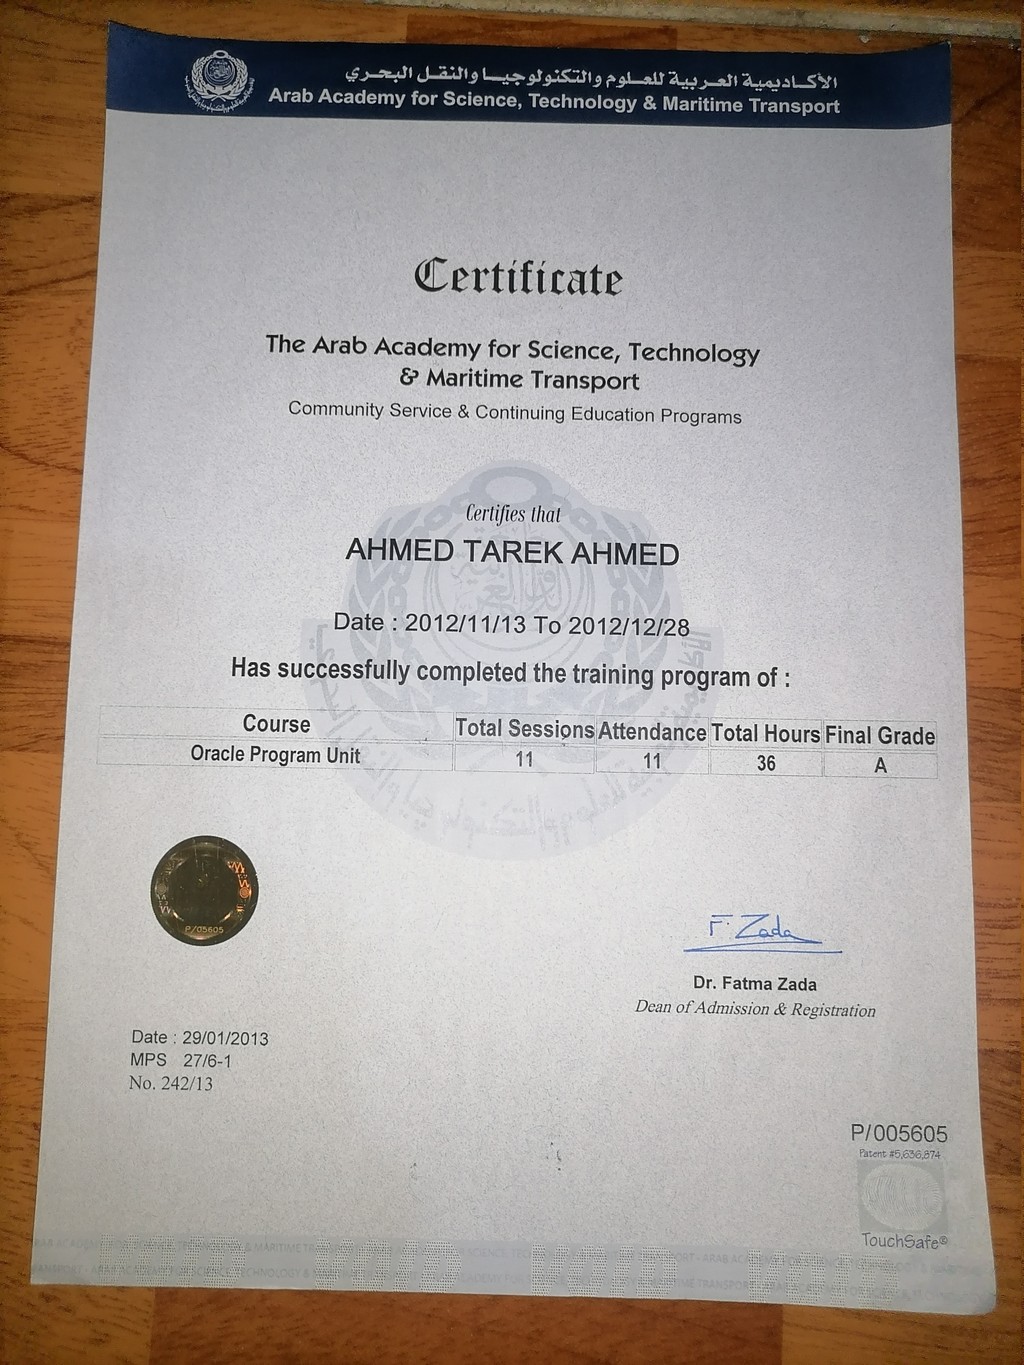 الأكاديمية العربية للعلوم والتكنولوجيا والنقل البحري
Arab Academy for Science, Technology & Maritime Transport
Certificate
The Arab Academy for Science, Technology
& Maritime Transport
Community Service & Continuing Education Programs
Certifies that
AHMED TAREK AHMED
Date : 2012/11/13 To 2012/12/28
Has successfully completed the training program of :
Course Total Sessions Attendance Total Hours Final Grade
Oracle Program Unit 11 11 36 A
P/05605
F. Zada
Dr. Fatma Zada
Dean of Admission & Registration
Date : 29/01/2013
MPS 27/6-1
No. 242/13
P/005605
Patent #5,636,874
VALID
TouchSafe®